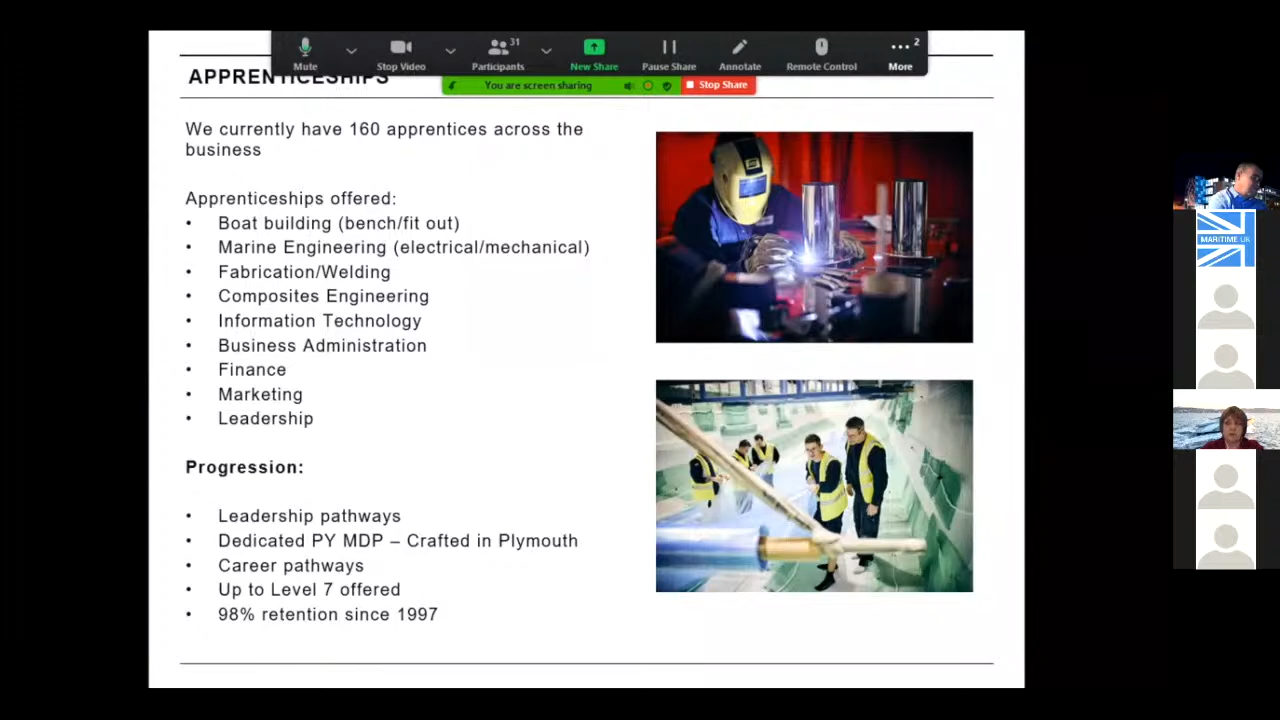 31
2
Mute
Stop Video
Participants
New Share
Pause Share
Annotate
Remote Control
More
You are screen sharing
Stop Share
APPRENTICESHIPS
We currently have 160 apprentices across the
business
Apprenticeships offered:
• Boat building (bench/fit out)
• Marine Engineering (electrical/mechanical)
• Fabrication/Welding
• Composites Engineering
• Information Technology
• Business Administration
• Finance
• Marketing
• Leadership
Progression:
• Leadership pathways
• Dedicated PY MDP – Crafted in Plymouth
• Career pathways
• Up to Level 7 offered
• 98% retention since 1997
MARITIME UK